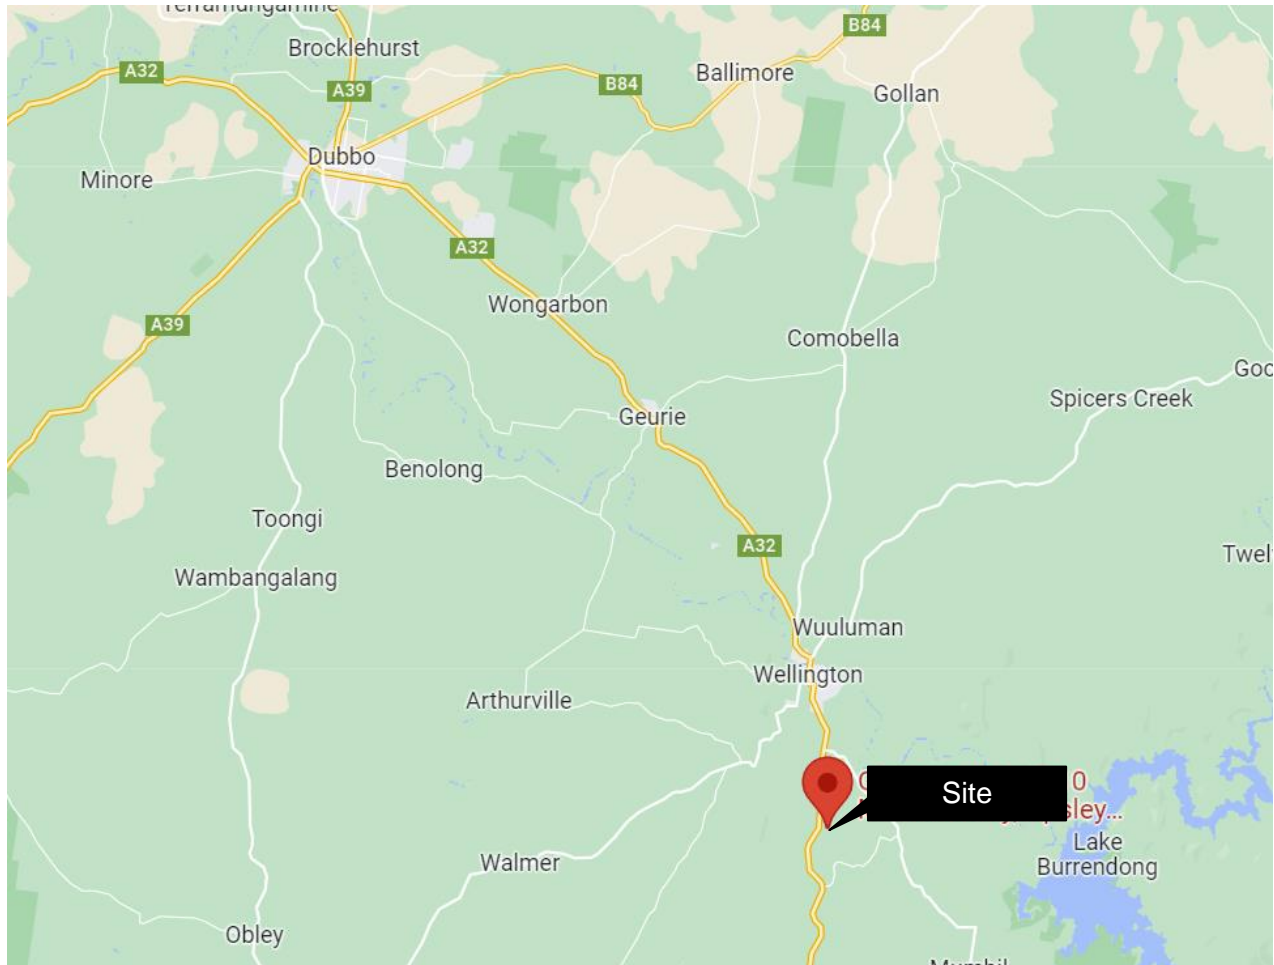 Terramungamine
B84
Brocklehurst
A32
A39
B84
Ballimore
Gollan
Dubbo
Minore
A32
Wongarbon
A39
Comobella
Spicers Creek
Geurie
Benolong
Toongi
A32
Wambangalang
Wuuluman
Wellington
Arthurville
Site
Lake
Burrendong
Walmer
Obley